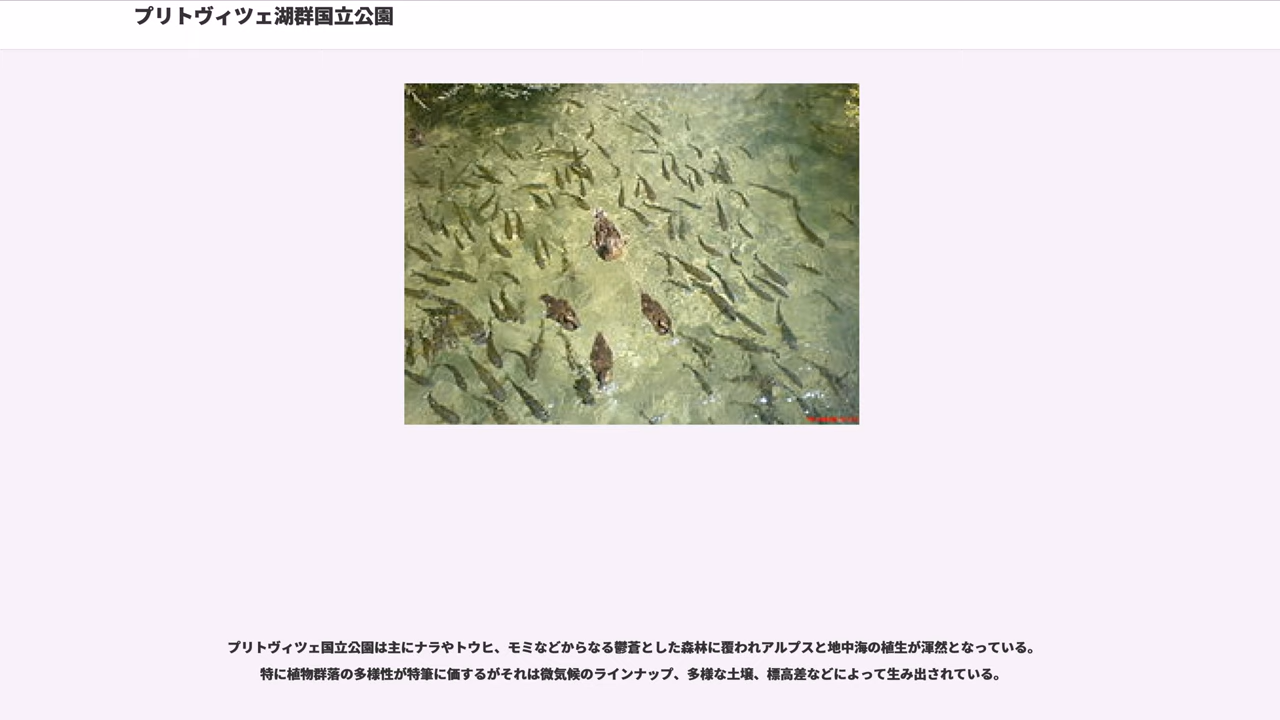 プリトヴィツェ湖群国立公園
プリトヴィツェ国立公園は主にナラやトウヒ、モミなどからなる鬱蒼とした森林に覆われアルプスと地中海の植生が渾然となっている。
特に植物群落の多様性が特筆に価するがそれは微気候のラインナップ、多様な土壌、標高差などによって生み出されている。